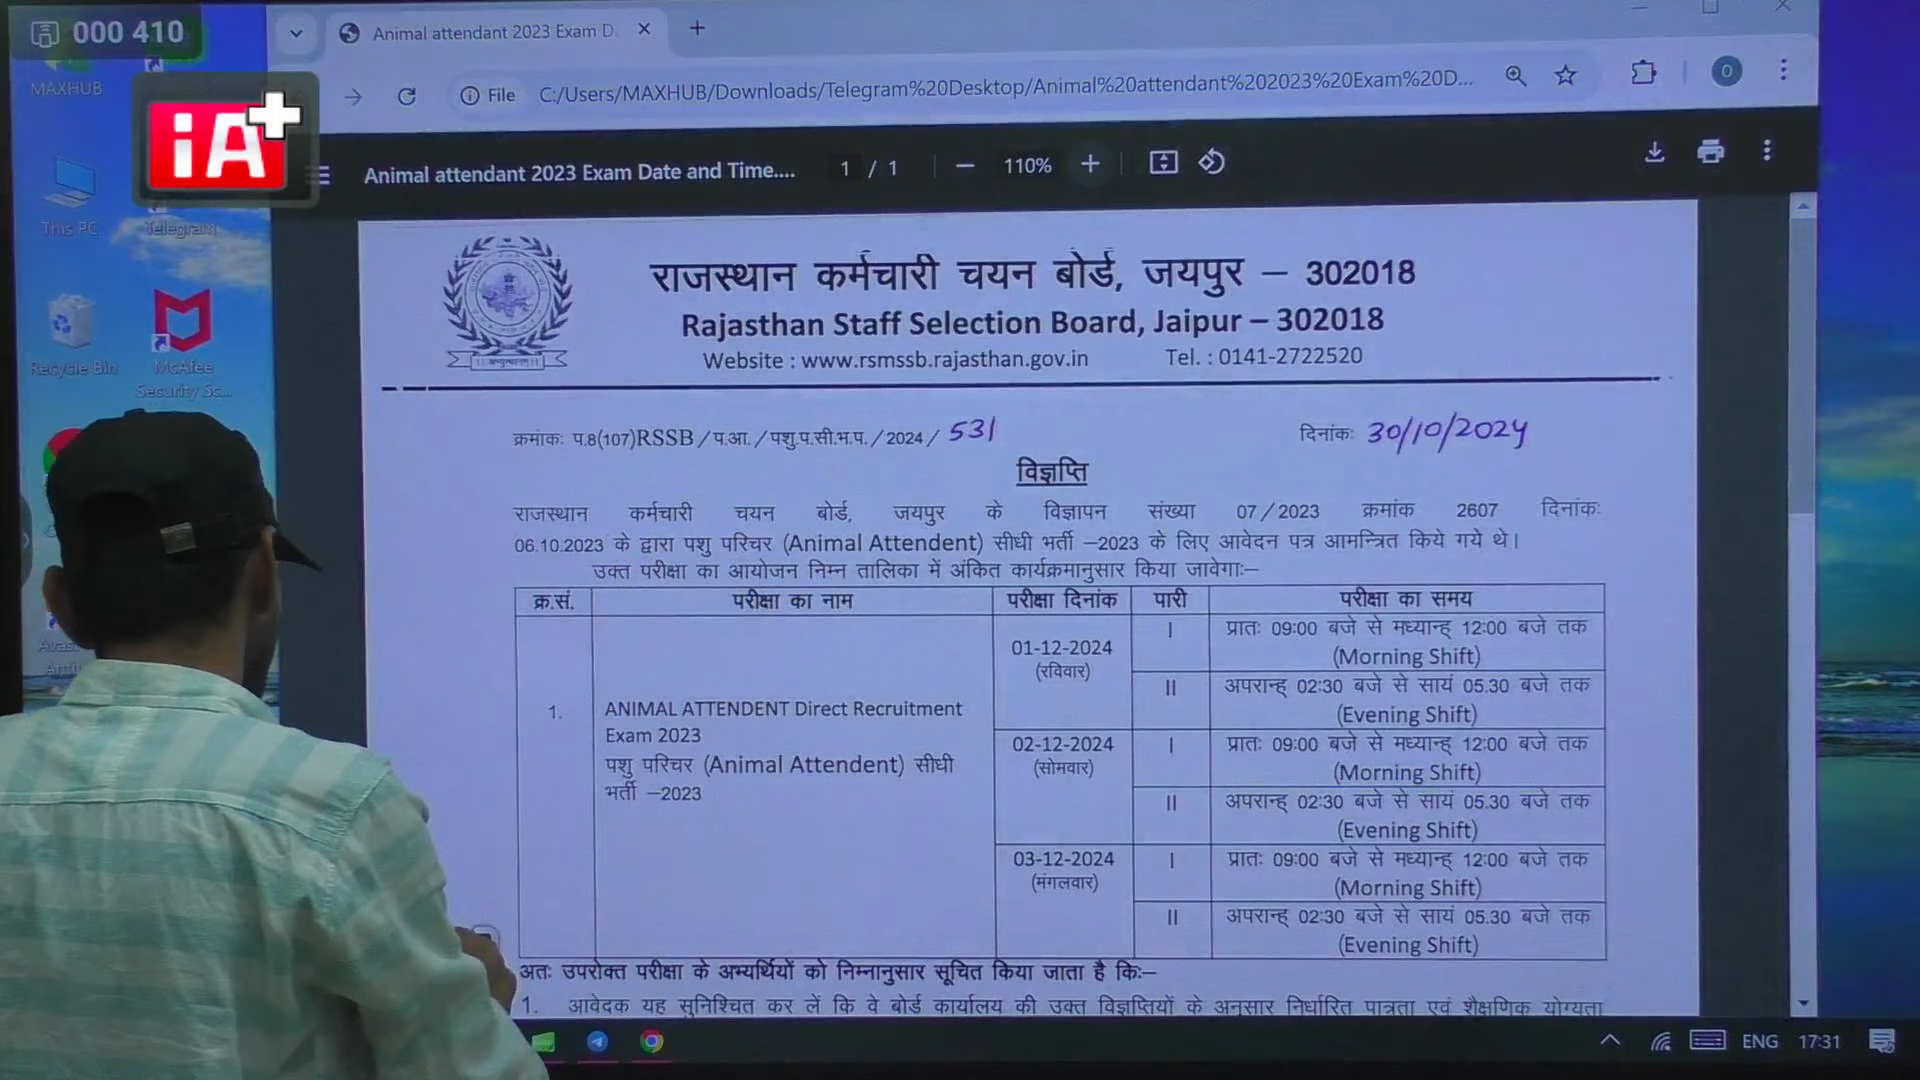 000 410
Animal attendant 2023 Exam D
MAXHUB
File C:/Users/MAXHUB/Downloads/Telegram%20Desktop/Animal%20attendant%202023%20Exam%20D... O
iA+
Animal attendant 2023 Exam Date and Time.... 1 / 1 110%
This PC Telegram
Recycle Bin McAfee
Security Sc...
राजस्थान कर्मचारी चयन बोर्ड, जयपुर – 302018
Rajasthan Staff Selection Board, Jaipur – 302018
Website : www.rsmssb.rajasthan.gov.in Tel. : 0141-2722520
क्रमांकः प.8(107)RSSB/प.आ./पशु.प.सी.भ.प./2024/ 531 दिनांकः 30/10/2024
विज्ञप्ति
राजस्थान कर्मचारी चयन बोर्ड, जयपुर के विज्ञापन संख्या 07/2023 क्रमांक 2607 दिनांकः
06.10.2023 के द्वारा पशु परिचर (Animal Attendent) सीधी भर्ती –2023 के लिए आवेदन पत्र आमन्त्रित किये गये थे।
उक्त परीक्षा का आयोजन निम्न तालिका में अंकित कार्यक्रमानुसार किया जावेगाः–
क्र.सं. परीक्षा का नाम परीक्षा दिनांक पारी परीक्षा का समय
1. ANIMAL ATTENDENT Direct Recruitment
Exam 2023
पशु परिचर (Animal Attendent) सीधी
भर्ती –2023
01-12-2024
(रविवार)
I प्रातः 09:00 बजे से मध्यान्ह् 12:00 बजे तक
(Morning Shift)
II अपरान्ह् 02:30 बजे से सायं 05.30 बजे तक
(Evening Shift)
02-12-2024
(सोमवार)
I प्रातः 09:00 बजे से मध्यान्ह् 12:00 बजे तक
(Morning Shift)
II अपरान्ह् 02:30 बजे से सायं 05.30 बजे तक
(Evening Shift)
03-12-2024
(मंगलवार)
I प्रातः 09:00 बजे से मध्यान्ह् 12:00 बजे तक
(Morning Shift)
II अपरान्ह् 02:30 बजे से सायं 05.30 बजे तक
(Evening Shift)
अतः उपरोक्त परीक्षा के अभ्यर्थियों को निम्नानुसार सूचित किया जाता है किः–
1. आवेदक यह सुनिश्चित कर लें कि वे बोर्ड कार्यालय की उक्त विज्ञप्तियों के अनुसार निर्धारित पात्रता एवं शैक्षणिक योग्यता
ENG 17:31